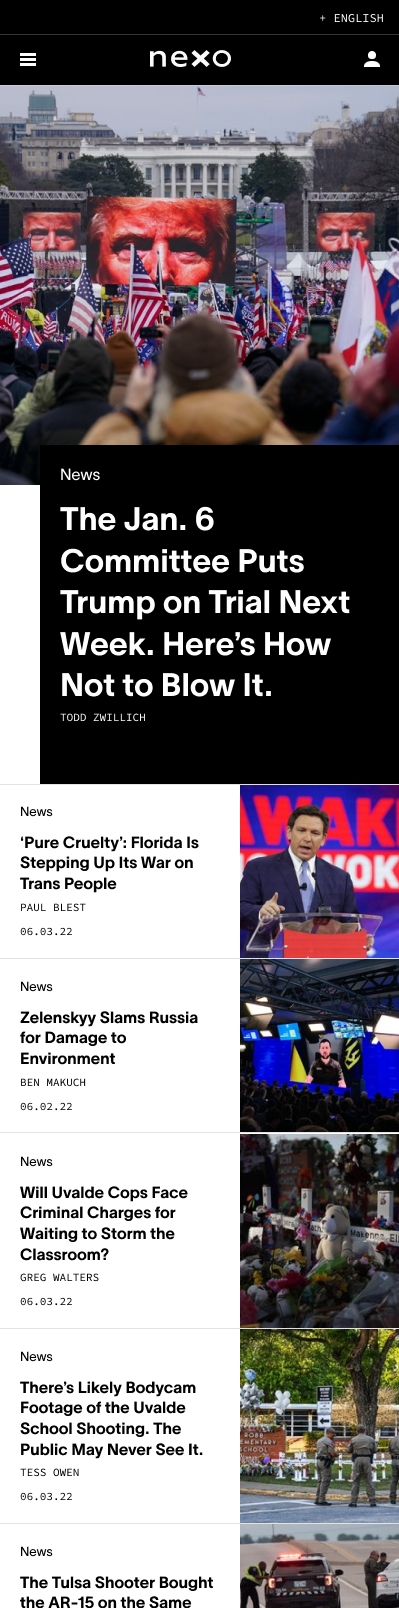 + ENGLISH
nexo
News
The Jan. 6
Committee Puts
Trump on Trial Next
Week. Here’s How
Not to Blow It.
TODD ZWILLICH
News
‘Pure Cruelty’: Florida Is
Stepping Up Its War on
Trans People
PAUL BLEST
06.03.22
News
Zelenskyy Slams Russia
for Damage to
Environment
BEN MAKUCH
06.02.22
News
Will Uvalde Cops Face
Criminal Charges for
Waiting to Storm the
Classroom?
GREG WALTERS
06.03.22
News
There’s Likely Bodycam
Footage of the Uvalde
School Shooting. The
Public May Never See It.
TESS OWEN
06.03.22
ROBB
SCHOOL
News
The Tulsa Shooter Bought
the AR-15 on the Same